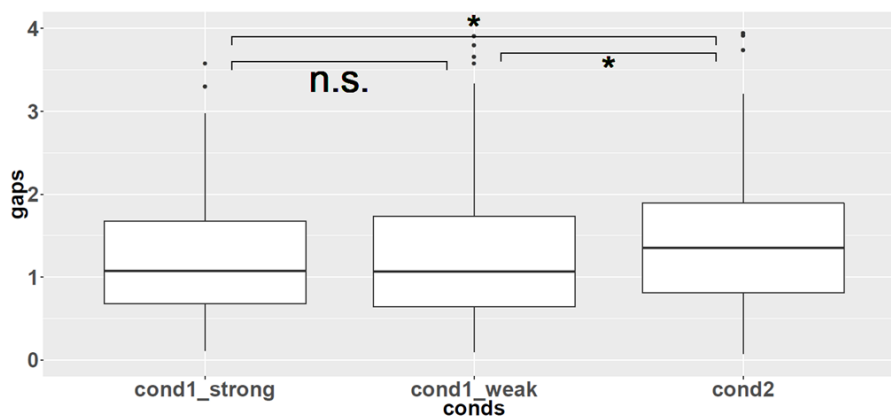 4
*
n.s.
*
3
gaps
2
1
0
cond1_strong
cond1_weak
cond2
conds